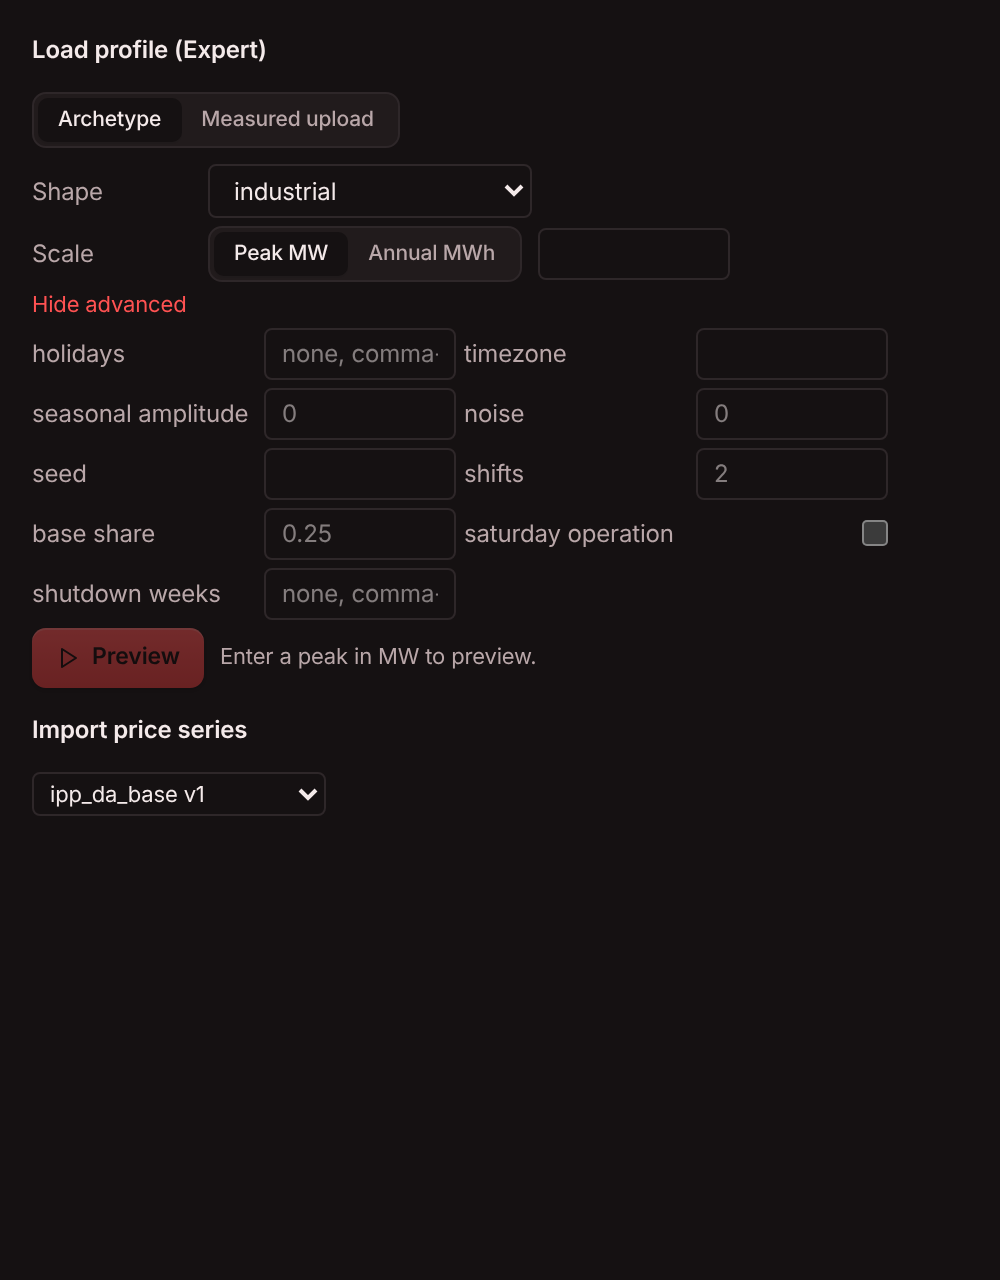 Load profile (Expert)
Archetype Measured upload
Shape industrial
Scale Peak MW Annual MWh
Hide advanced
holidays none, comma- timezone
seasonal amplitude 0 noise 0
seed shifts 2
base share 0.25 saturday operation
shutdown weeks none, comma-
Preview Enter a peak in MW to preview.
Import price series
ipp_da_base v1